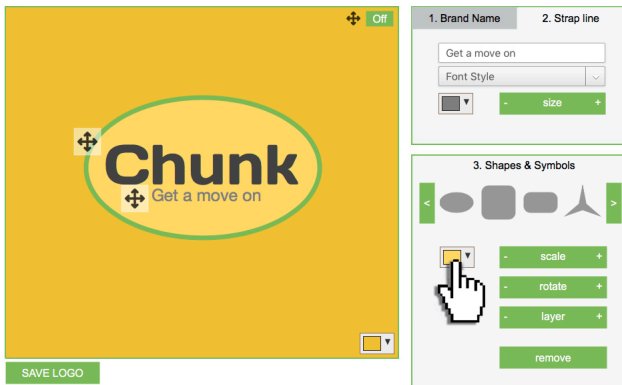 Off
Chunk
Get a move on
SAVE LOGO
1. Brand Name
2. Strap line
Get a move on
Font Style
- size +
3. Shapes & Symbols
< >
- scale +
- rotate +
- layer +
remove